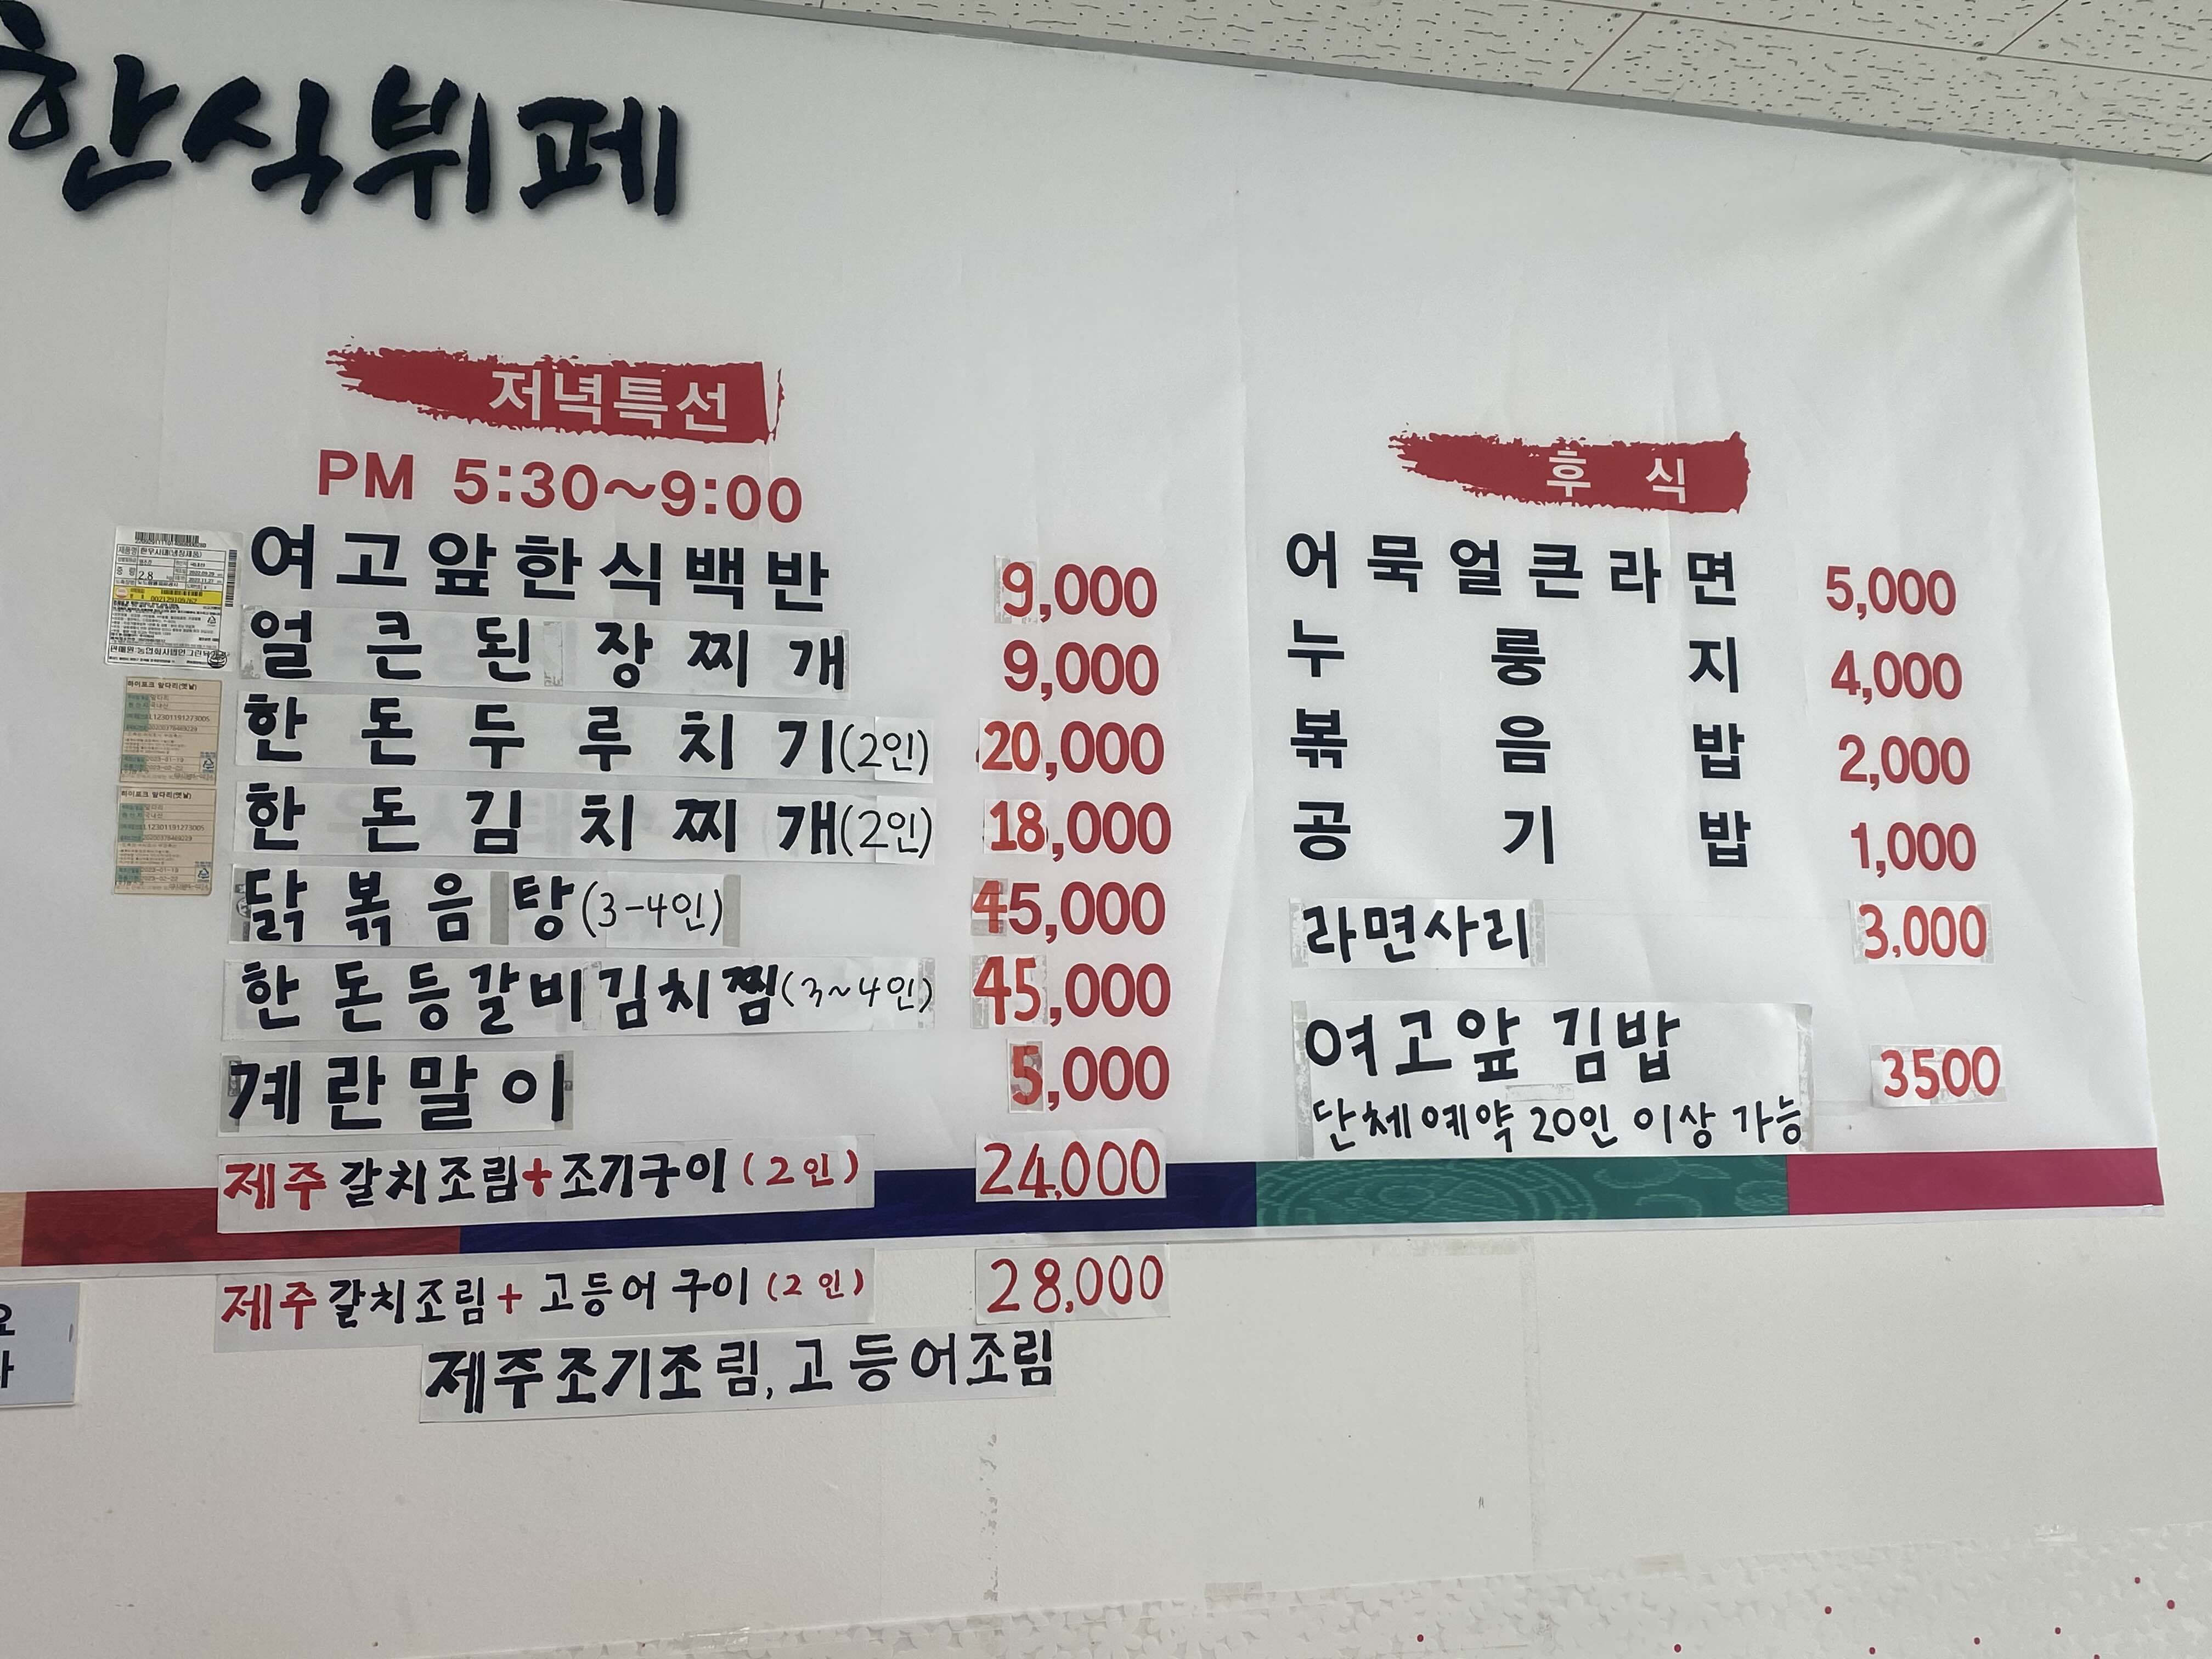 한식뷔페
저녁특선
PM 5:30~9:00
여고앞한식백반 9,000
얼큰된장찌개 9,000
한돈두루치기(2인) 20,000
한돈김치찌개(2인) 18,000
닭볶음탕(3-4인) 45,000
한돈등갈비김치찜(3~4인) 45,000
계란말이 5,000
제주갈치조림+조기구이(2인) 24,000
제주갈치조림+고등어구이(2인) 28,000
제주조기조림,고등어조림
후식
어묵얼큰라면 5,000
누룽지 4,000
볶음밥 2,000
공기밥 1,000
라면사리 3,000
여고앞 김밥 3500
단체예약 20인 이상 가능